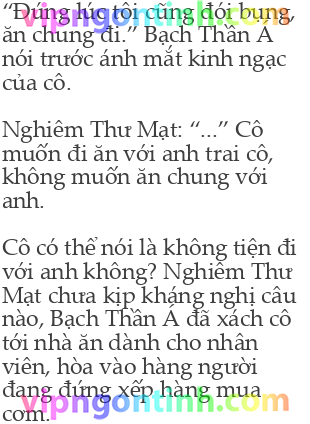 “Đúng lúc tôi cũng đói bụng,
vipngontinh.com
ăn chung đi.” Bạch Thần Á
nói trước ánh mắt kinh ngạc
của cô.
Nghiêm Thư Mạt: “...” Cô
muốn đi ăn với anh trai cô,
không muốn ăn chung với
anh.
Cô có thể nói là không tiện đi
với anh không? Nghiêm Thư
Mạt chưa kịp kháng nghị câu
nào, Bạch Thần Á đã xách cô
tới nhà ăn dành cho nhân
viên, hòa vào hàng người
đang đứng xếp hàng mua
vipngontinh.com
cơm.